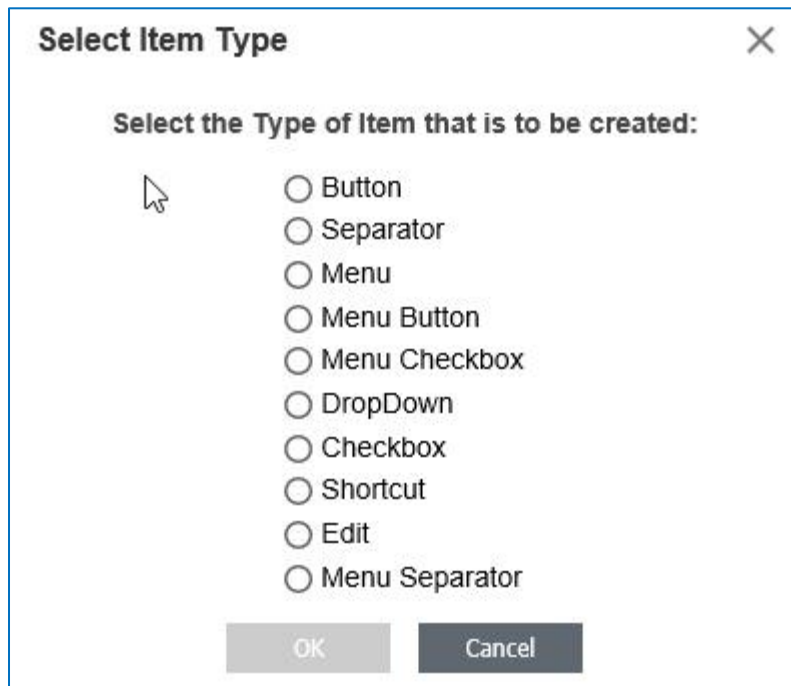 Select Item Type
Select the Type of Item that is to be created:
Button
Separator
Menu
Menu Button
Menu Checkbox
DropDown
Checkbox
Shortcut
Edit
Menu Separator
OK Cancel